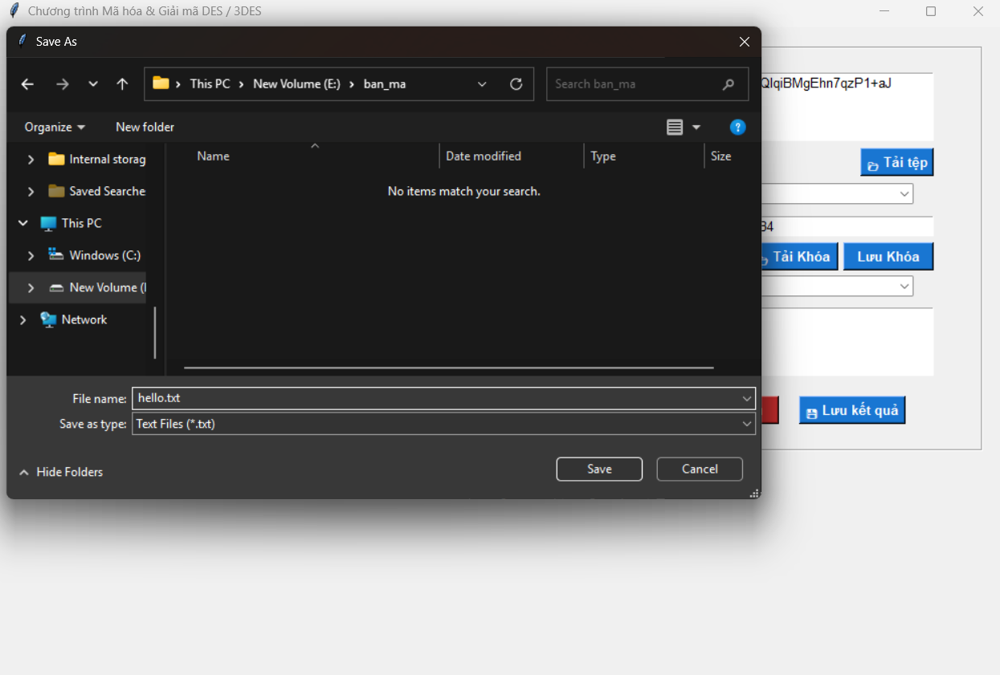 Chương trình Mã hóa & Giải mã DES / 3DES
Save As
This PC > New Volume (E:) > ban_ma
Search ban_ma
Organize
New folder
Name
Date modified
Type
Size
No items match your search.
Internal storag
Saved Searche
This PC
Windows (C:)
New Volume (
Network
File name:
hello.txt
Save as type:
Text Files (*.txt)
Hide Folders
Save
Cancel
QIqiBMgEhn7qzP1+aJ
Tải tệp
B4
Tải Khóa
Lưu Khóa
Lưu kết quả